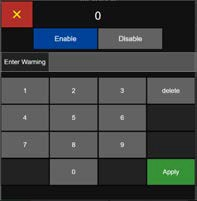 × 0
Enable Disable
Enter Warning
1 2 3 delete
4 5 6
7 8 9
0 Apply